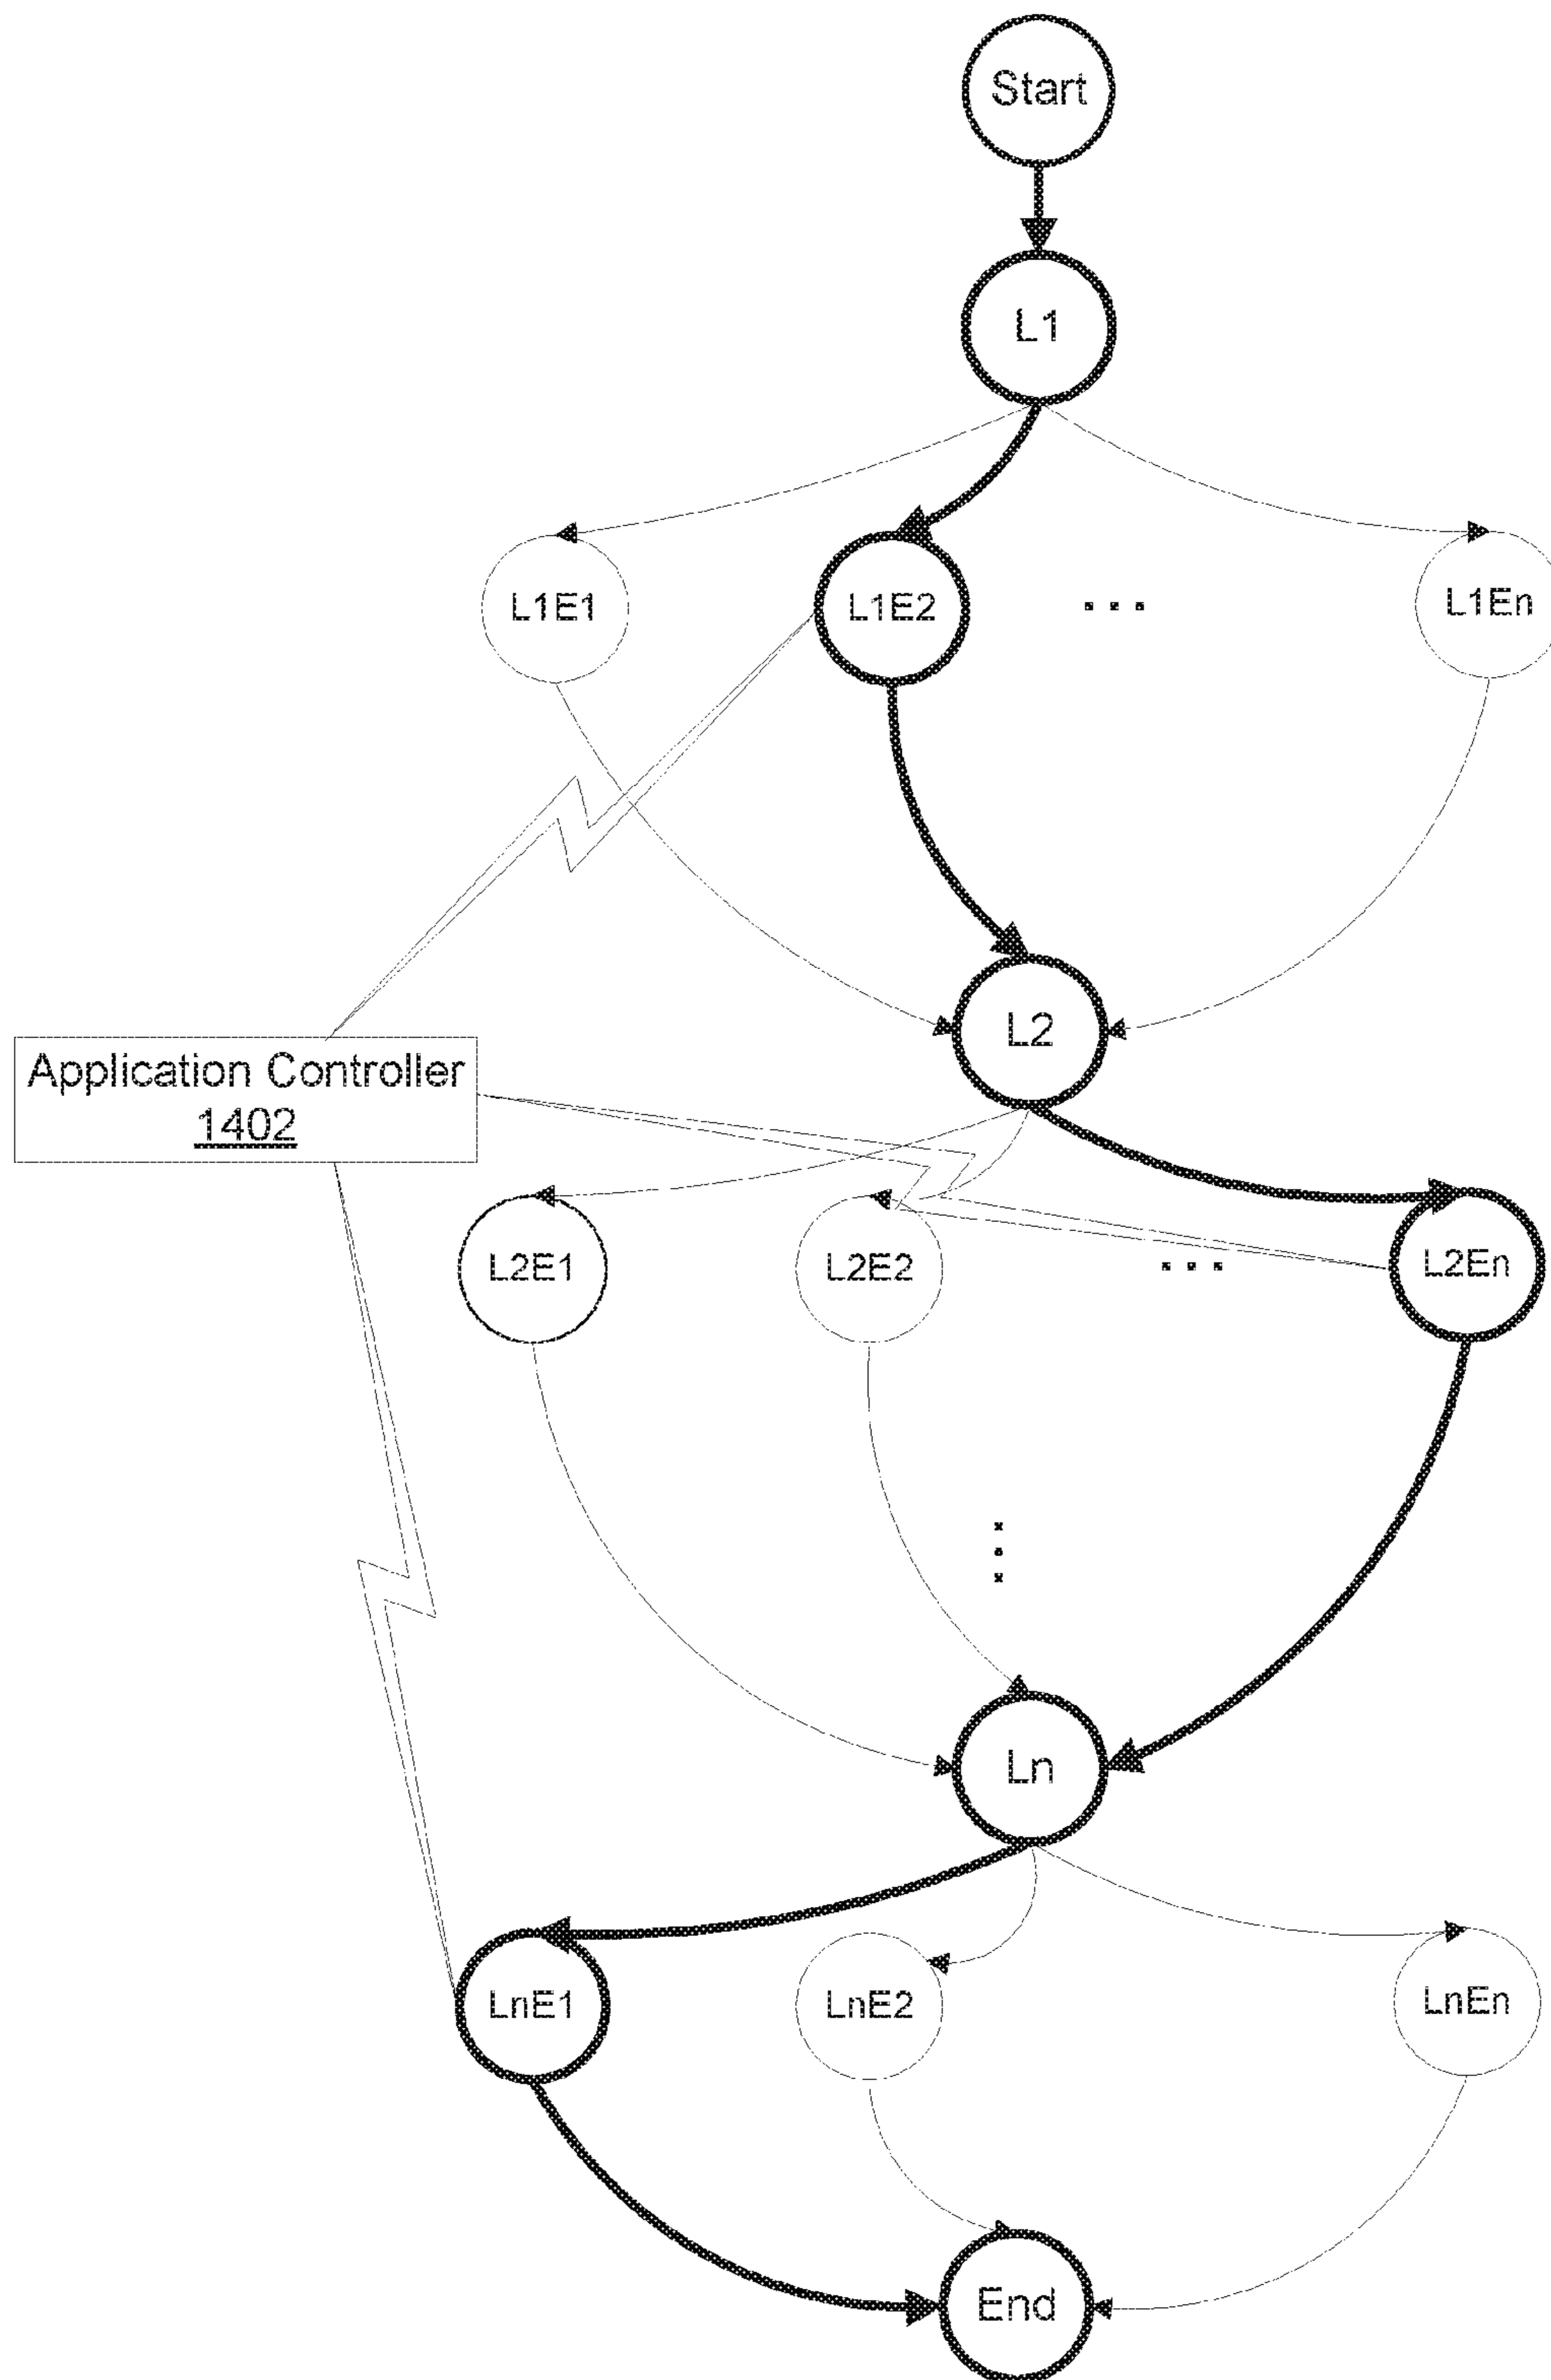 Start
L1
L1E1
L1E2
...
L1En
L2
Application Controller
1402
L2E1
L2E2
...
L2En
...
Ln
LnE1
LnE2
LnEn
End